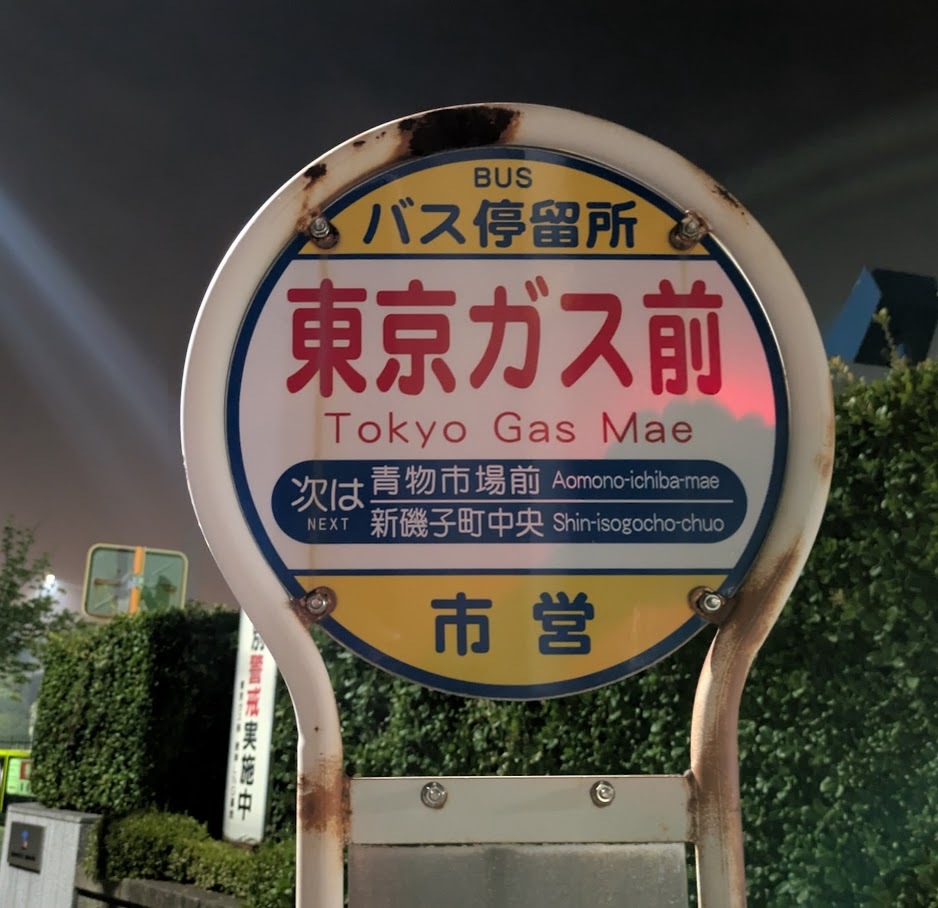 BUS
バス停留所
東京ガス前
Tokyo Gas Mae
次は
NEXT
青物市場前 Aomono-ichiba-mae
新磯子町中央 Shin-isogocho-chuo
市営
警戒実施中